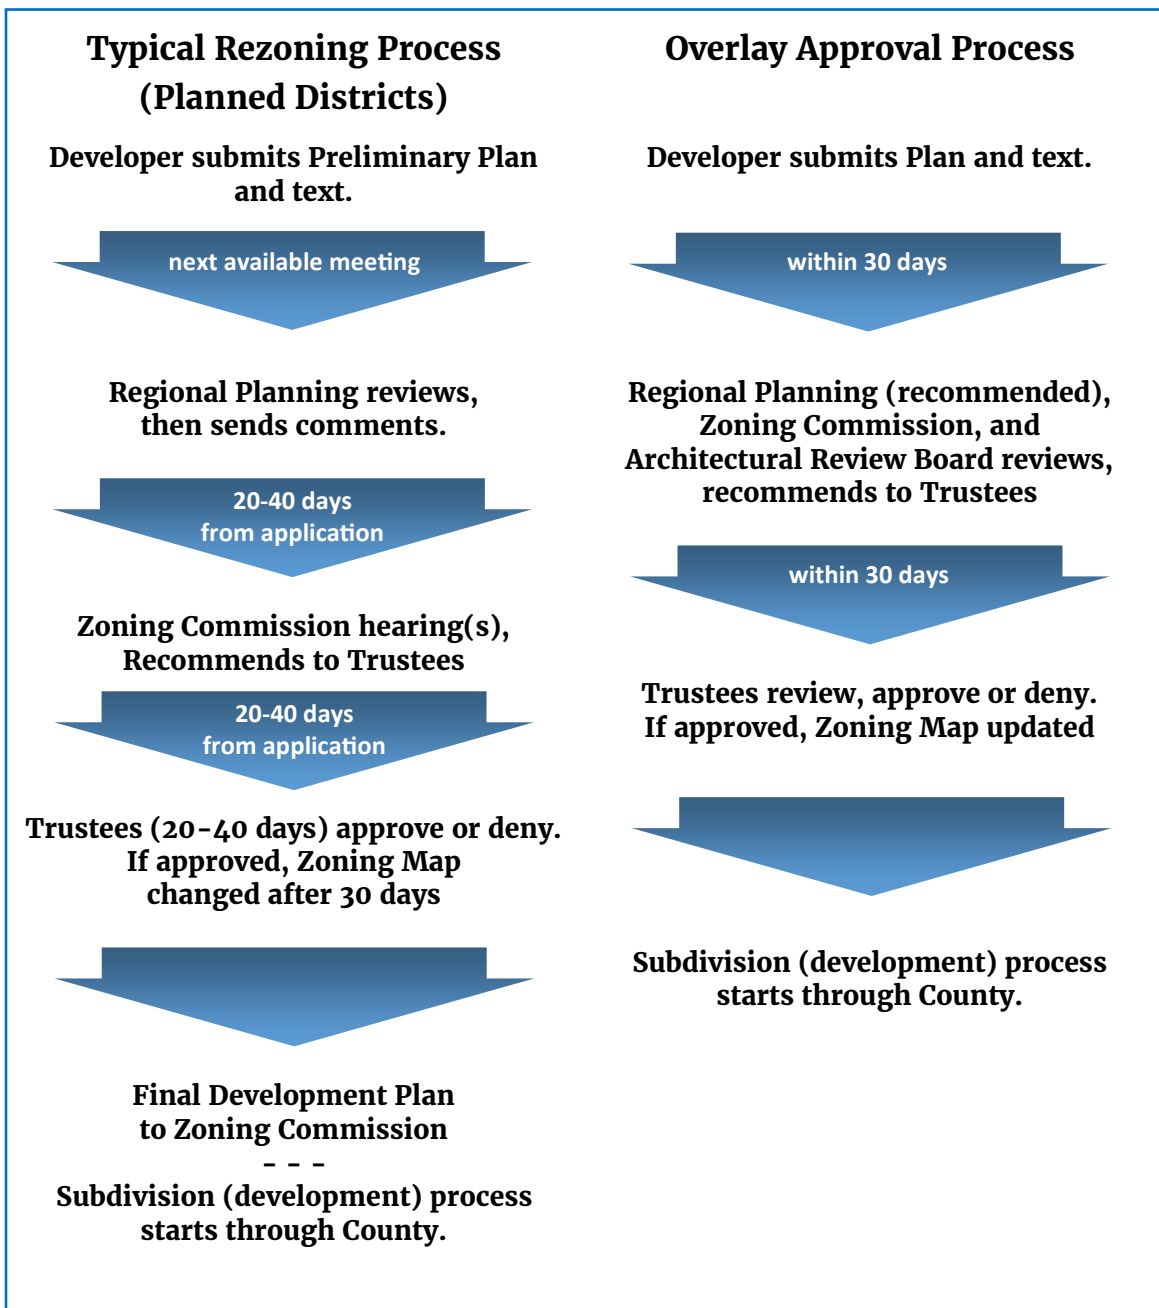 Typical Rezoning Process
(Planned Districts)
Developer submits Preliminary Plan
and text.
next available meeting
Regional Planning reviews,
then sends comments.
20-40 days
from application
Zoning Commission hearing(s),
Recommends to Trustees
20-40 days
from application
Trustees (20-40 days) approve or deny.
If approved, Zoning Map
changed after 30 days
Final Development Plan
to Zoning Commission
- - -
Subdivision (development) process
starts through County.
Overlay Approval Process
Developer submits Plan and text.
within 30 days
Regional Planning (recommended),
Zoning Commission, and
Architectural Review Board reviews,
recommends to Trustees
within 30 days
Trustees review, approve or deny.
If approved, Zoning Map updated
Subdivision (development) process
starts through County.